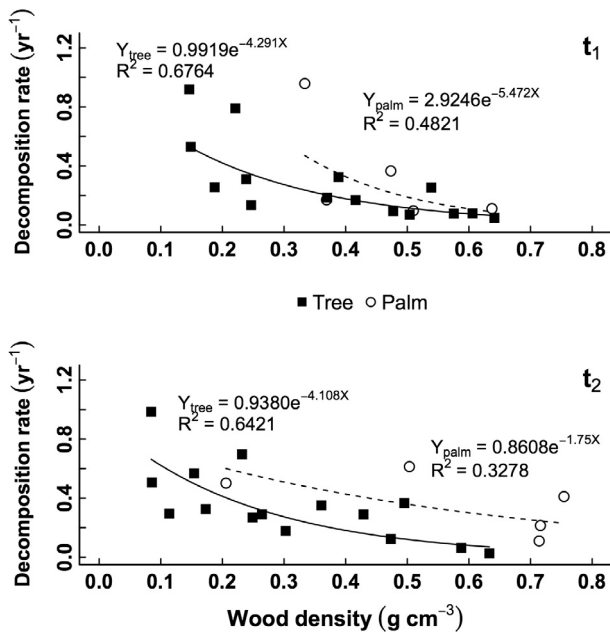 Decomposition rate (yr⁻¹)
1.2
0.8
0.4
0.0
Y_tree = 0.9919e^−4.291X
R² = 0.6764
Y_palm = 2.9246e^−5.472X
R² = 0.4821
t₁
0.0 0.1 0.2 0.3 0.4 0.5 0.6 0.7 0.8
■ Tree ○ Palm
Decomposition rate (yr⁻¹)
1.2
0.8
0.4
0.0
Y_tree = 0.9380e^−4.108X
R² = 0.6421
Y_palm = 0.8608e^−1.75X
R² = 0.3278
t₂
0.0 0.1 0.2 0.3 0.4 0.5 0.6 0.7 0.8
Wood density (g cm⁻³)